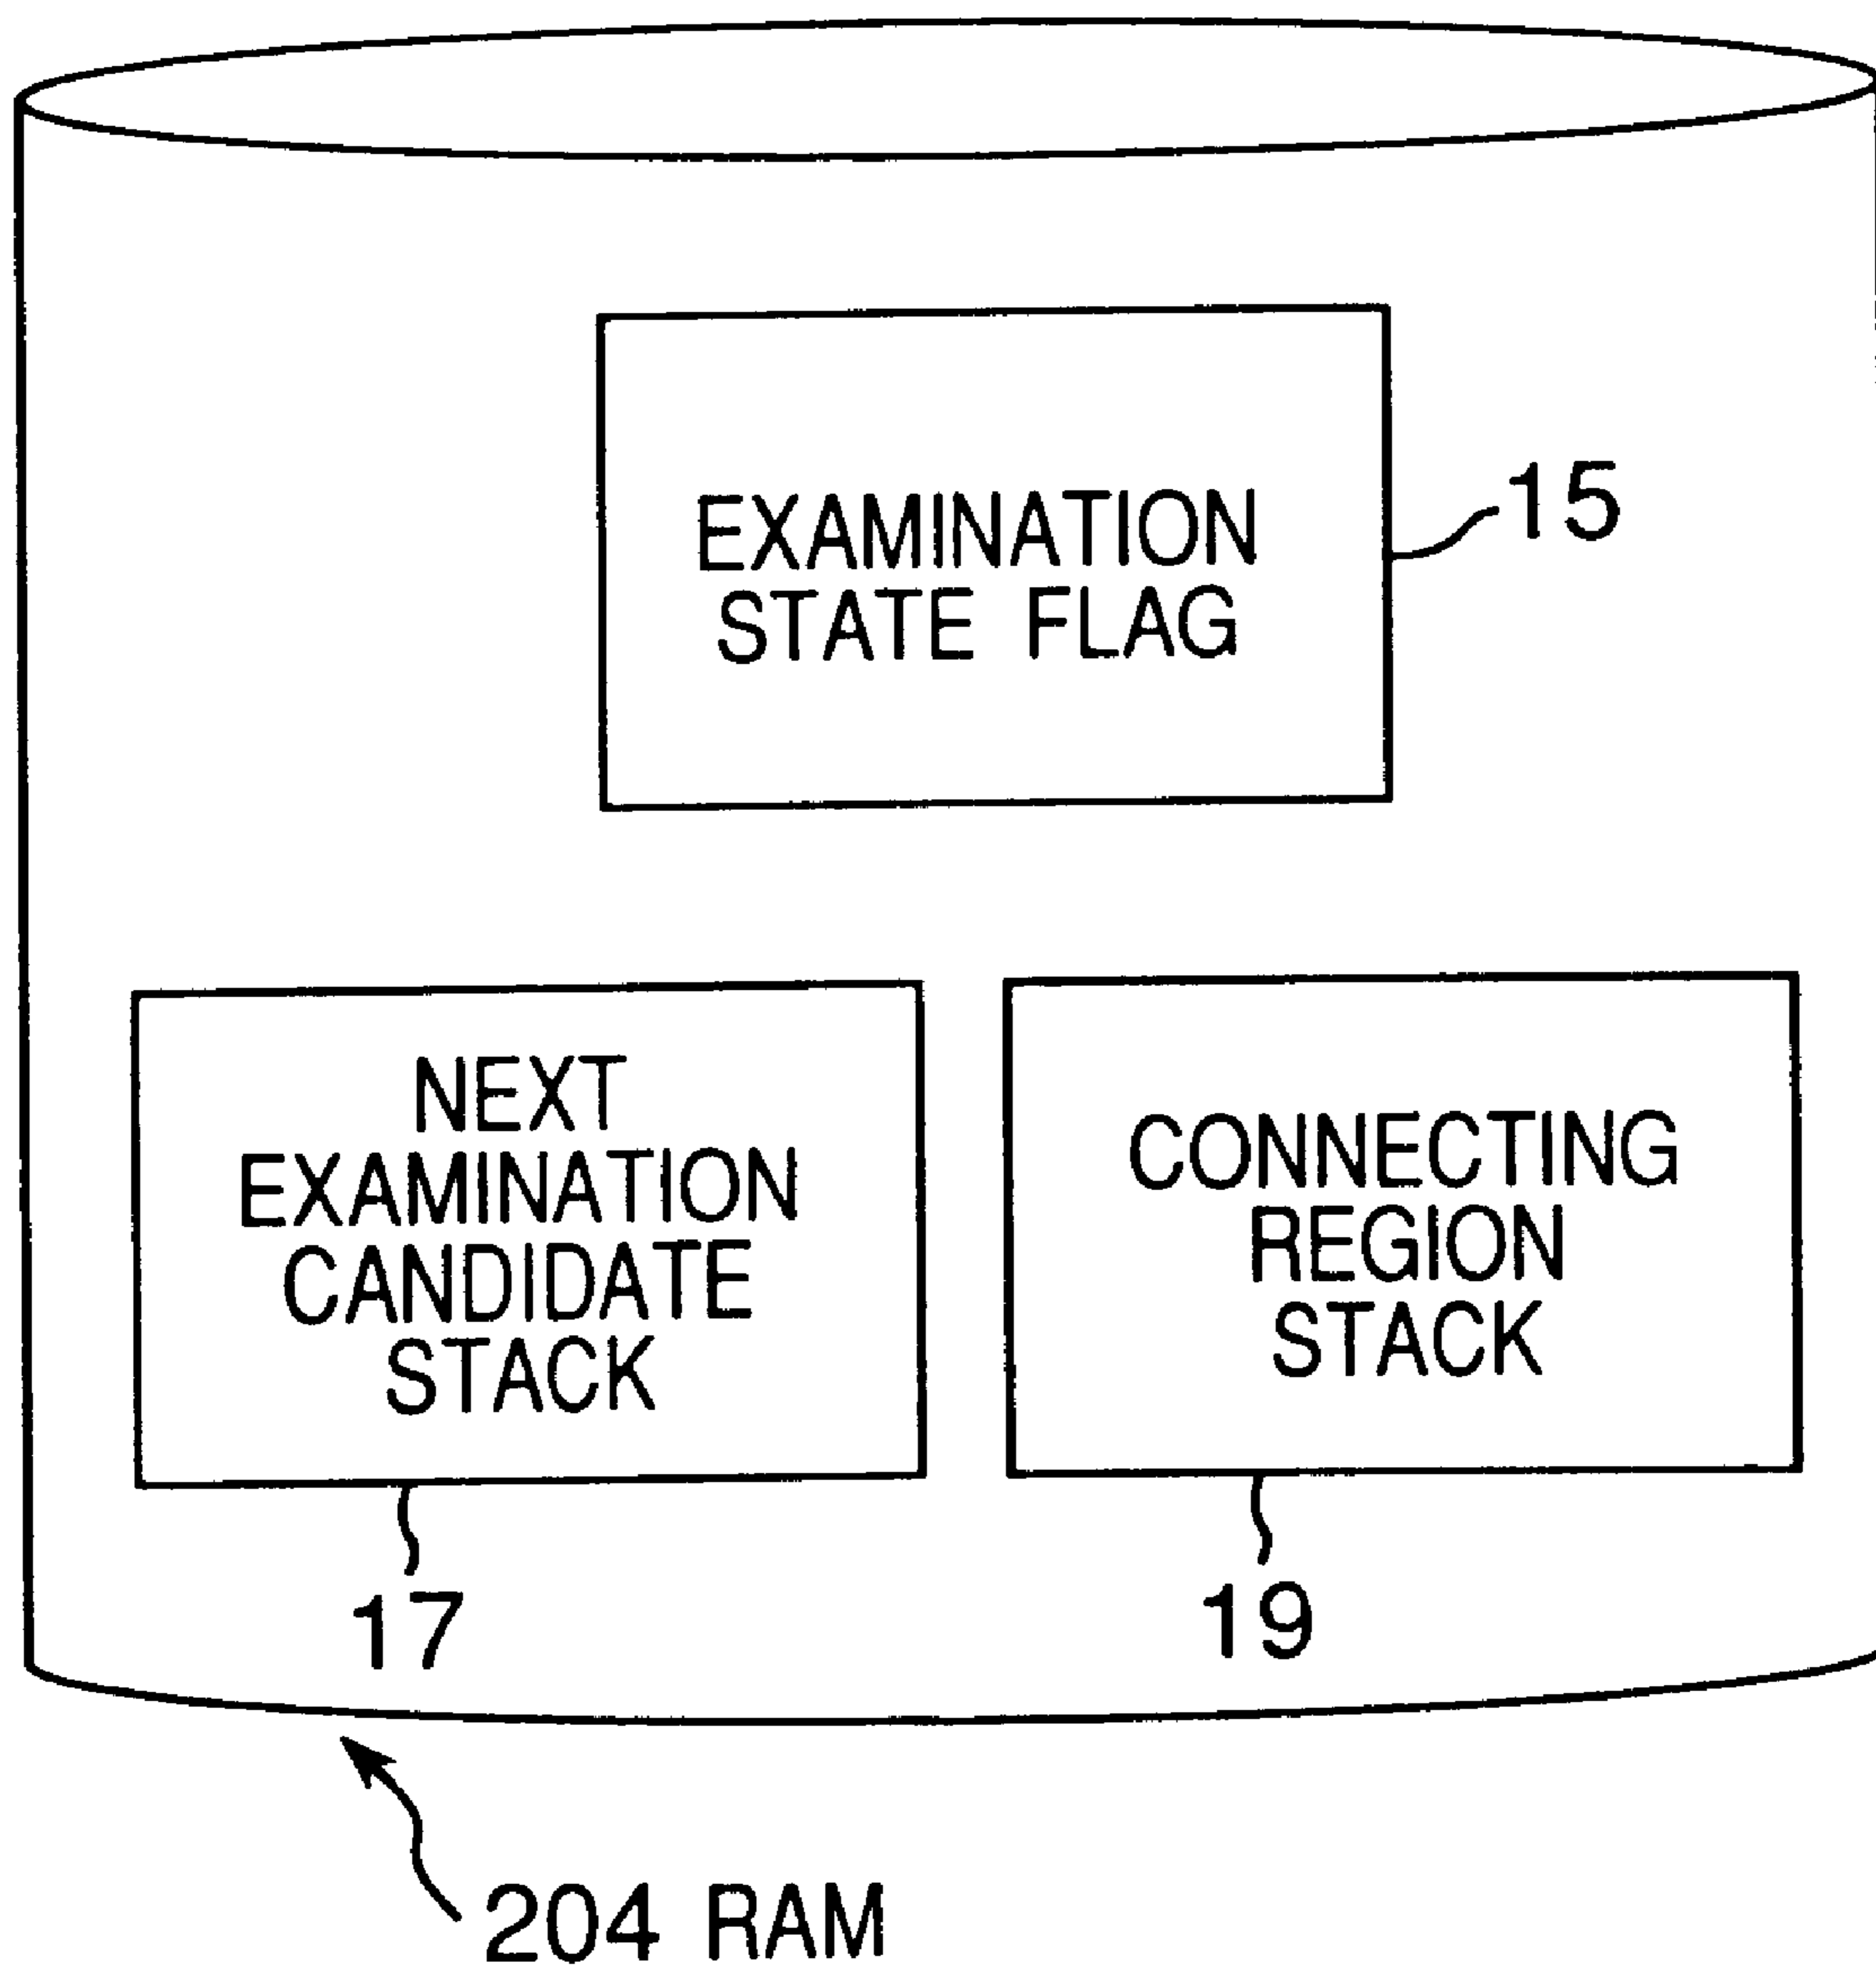 EXAMINATION
STATE FLAG
15
NEXT
EXAMINATION
CANDIDATE
STACK
17
CONNECTING
REGION
STACK
19
204 RAM